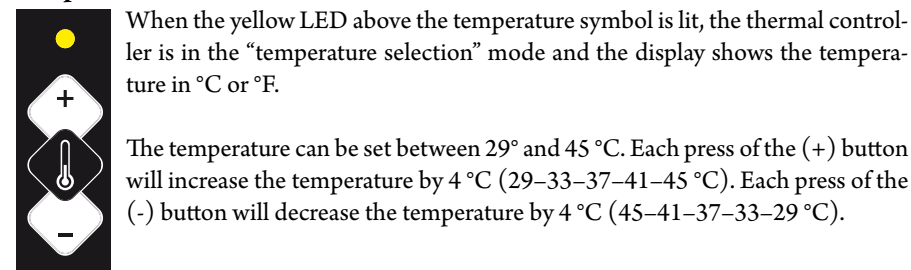 When the yellow LED above the temperature symbol is lit, the thermal control-
ler is in the “temperature selection” mode and the display shows the tempera-
ture in °C or °F.
+
The temperature can be set between 29° and 45 °C. Each press of the (+) button
will increase the temperature by 4 °C (29–33–37–41–45 °C). Each press of the
(-) button will decrease the temperature by 4 °C (45–41–37–33–29 °C).
–